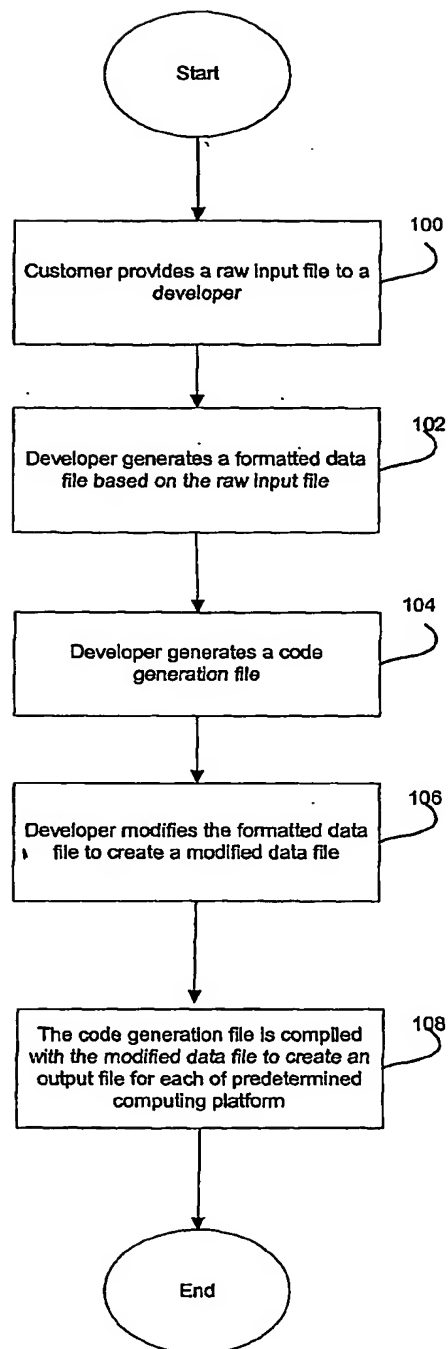 Start
100
Customer provides a raw input file to a
developer
102
Developer generates a formatted data
file based on the raw input file
104
Developer generates a code
generation file
106
Developer modifies the formatted data
file to create a modified data file
108
The code generation file is compiled
with the modified data file to create an
output file for each of predetermined
computing platform
End